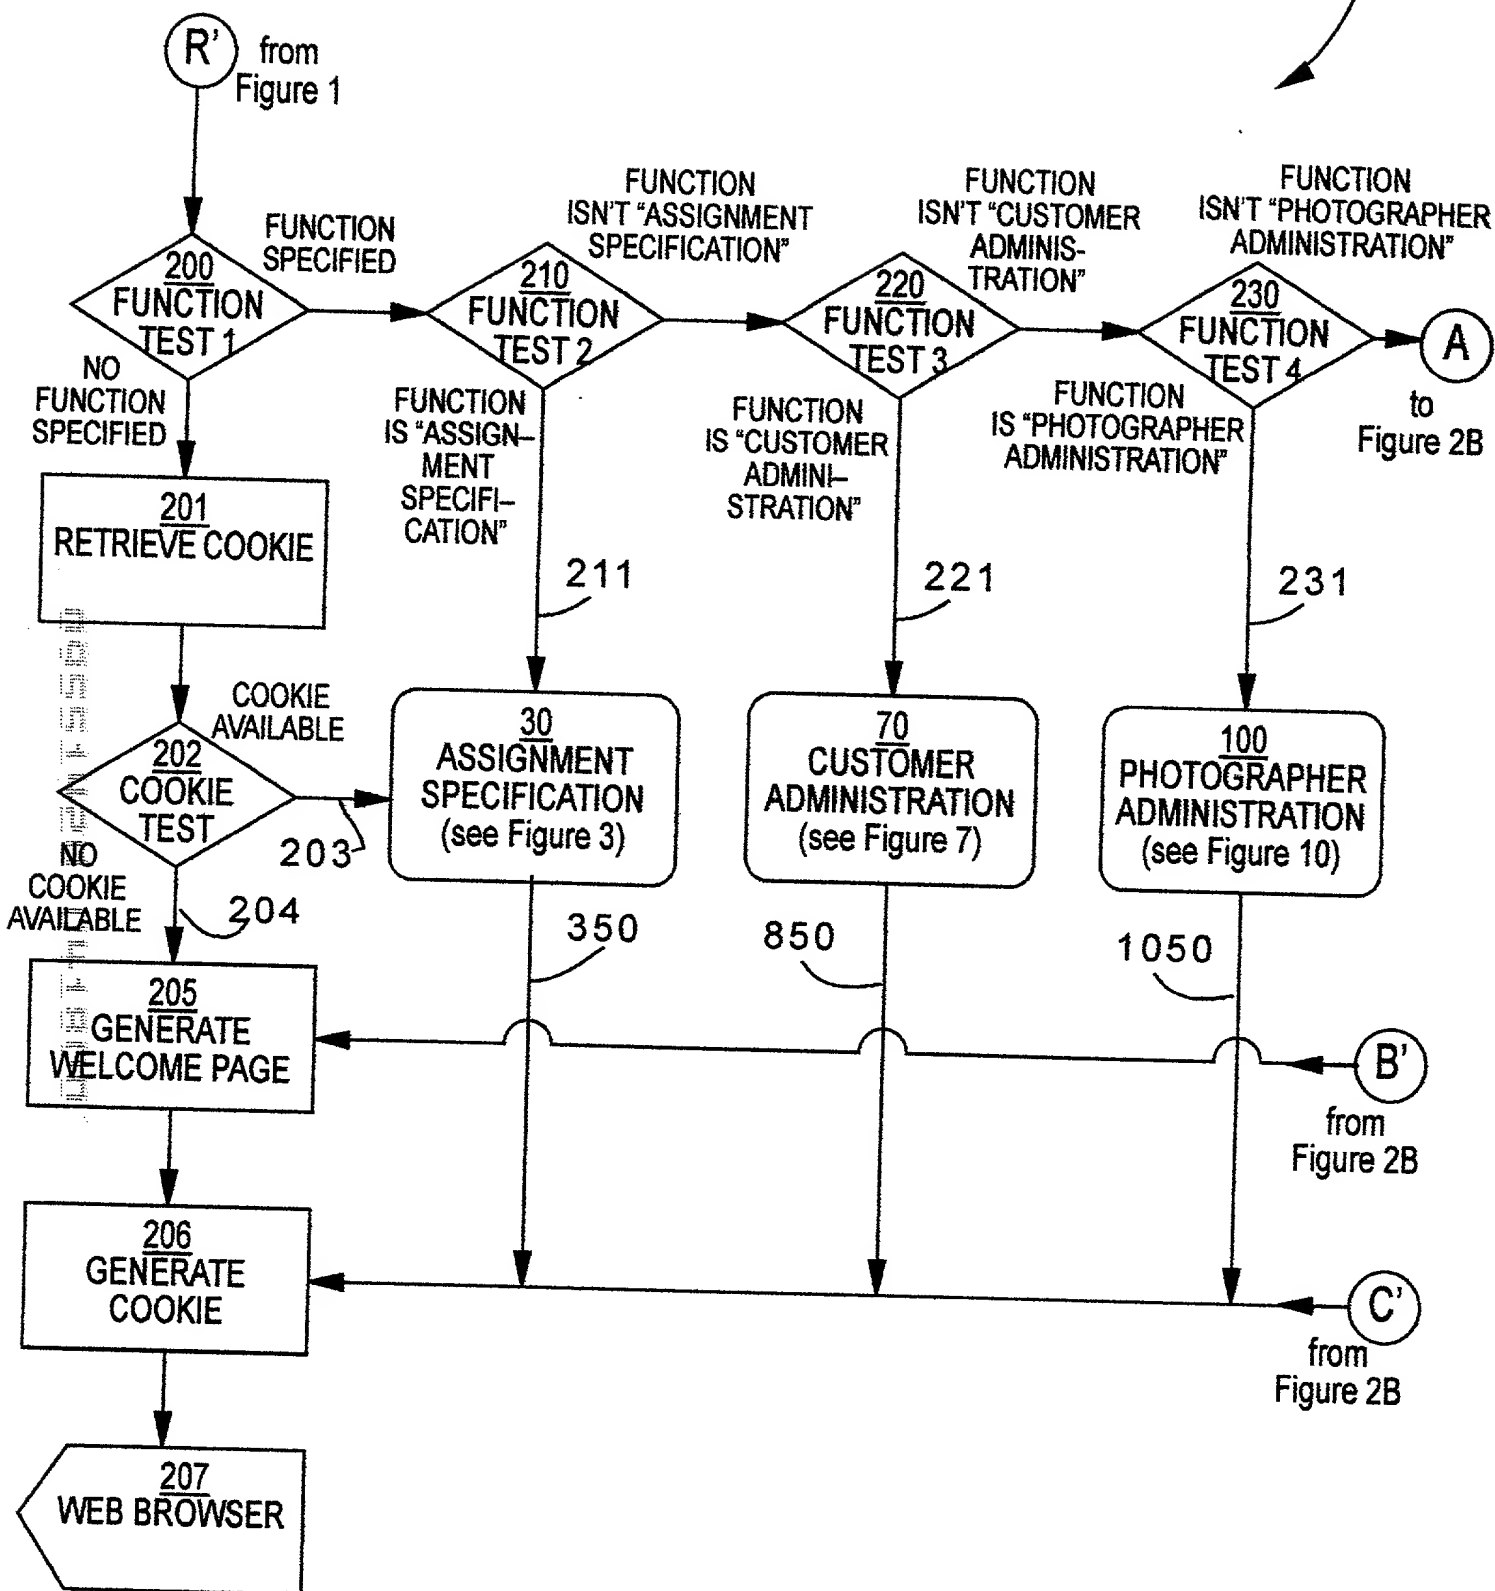 R'
from
Figure 1
FUNCTION
SPECIFIED
FUNCTION
ISN'T "ASSIGNMENT
SPECIFICATION"
FUNCTION
ISN'T "CUSTOMER
ADMINIS-
TRATION"
FUNCTION
ISN'T "PHOTOGRAPHER
ADMINISTRATION"
200
FUNCTION
TEST 1
210
FUNCTION
TEST 2
220
FUNCTION
TEST 3
230
FUNCTION
TEST 4
A
to
Figure 2B
NO
FUNCTION
SPECIFIED
FUNCTION
IS "ASSIGN-
MENT
SPECIFI-
CATION"
FUNCTION
IS "CUSTOMER
ADMINI-
STRATION"
FUNCTION
IS "PHOTOGRAPHER
ADMINISTRATION"
201
RETRIEVE COOKIE
211
221
231
COOKIE
AVAILABLE
202
COOKIE
TEST
203
30
ASSIGNMENT
SPECIFICATION
(see Figure 3)
70
CUSTOMER
ADMINISTRATION
(see Figure 7)
100
PHOTOGRAPHER
ADMINISTRATION
(see Figure 10)
NO
COOKIE
AVAILABLE
204
350
850
1050
205
GENERATE
WELCOME PAGE
B'
from
Figure 2B
206
GENERATE
COOKIE
C'
from
Figure 2B
207
WEB BROWSER